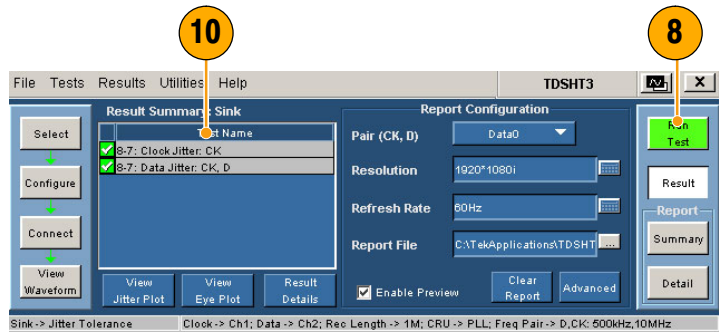 10
8
File Tests Results Utilities Help
TDSHT3
X
Select
Configure
Connect
View
Waveform
Result Summary: Sink
Test Name
8-7: Clock Jitter: CK
8-7: Data Jitter: CK, D
View
Jitter Plot
View
Eye Plot
Result
Details
Report Configuration
Pair (CK, D)
Data0
Resolution
1920*1080i
Refresh Rate
60Hz
Report File
C:\TekApplications\TDSHT
...
Enable Preview
Clear
Report
Advanced
Run
Test
Result
Report
Summary
Detail
Sink-> Jitter Tolerance
Clock-> Ch1; Data-> Ch2; Rec Length-> 1M; CRU-> PLL; Freq Pair-> D,CK: 500kHz,10MHz